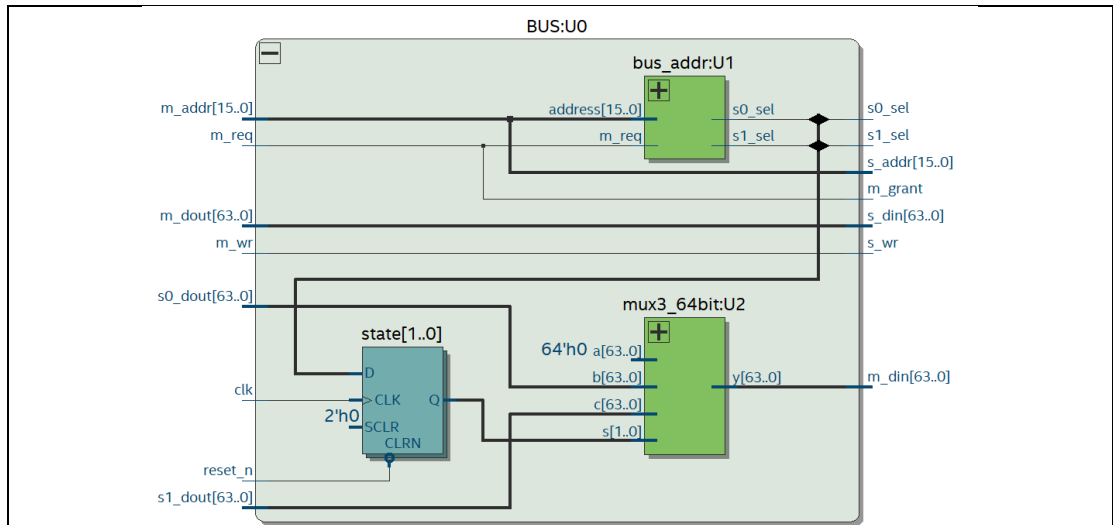 BUS:U0
bus_addr:U1
m_addr[15..0]
address[15..0]
s0_sel
s0_sel
m_req
m_req
s1_sel
s1_sel
s_addr[15..0]
m_grant
m_dout[63..0]
s_din[63..0]
m_wr
s_wr
s0_dout[63..0]
mux3_64bit:U2
state[1..0]
64'h0 a[63..0]
D
b[63..0]
y[63..0]
m_din[63..0]
clk
CLK
Q
c[63..0]
2'h0
SCLR
s[1..0]
CLRN
reset_n
s1_dout[63..0]